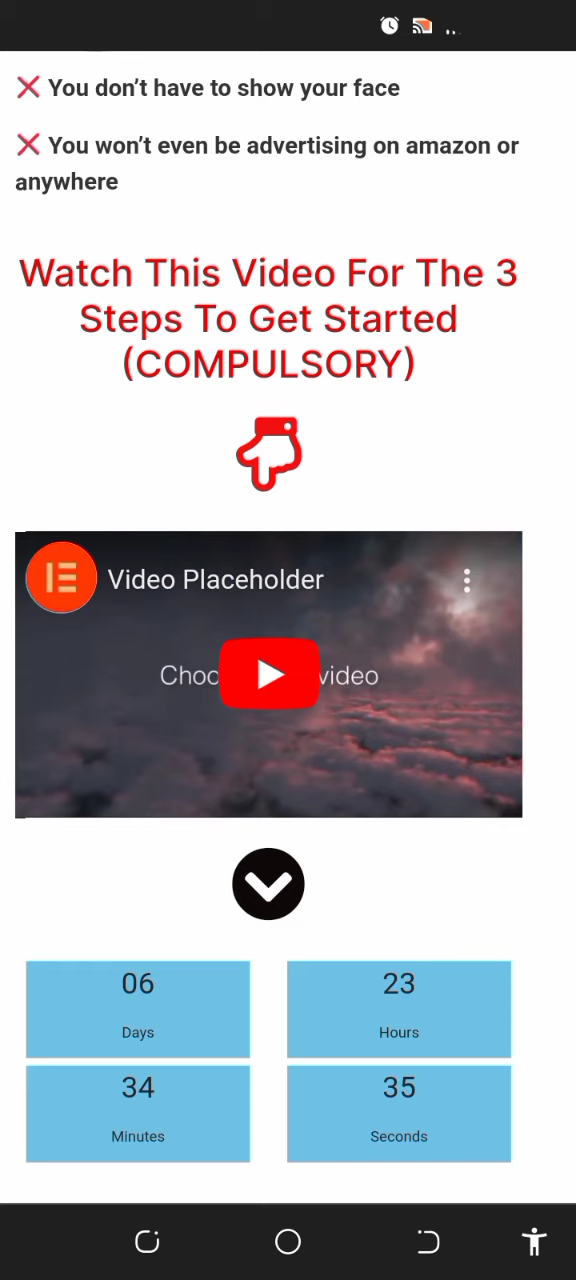 ❌ You don’t have to show your face
❌ You won’t even be advertising on amazon or
anywhere
Watch This Video For The 3
Steps To Get Started
(COMPULSORY)
Video Placeholder
video
06
Days
23
Hours
34
Minutes
35
Seconds